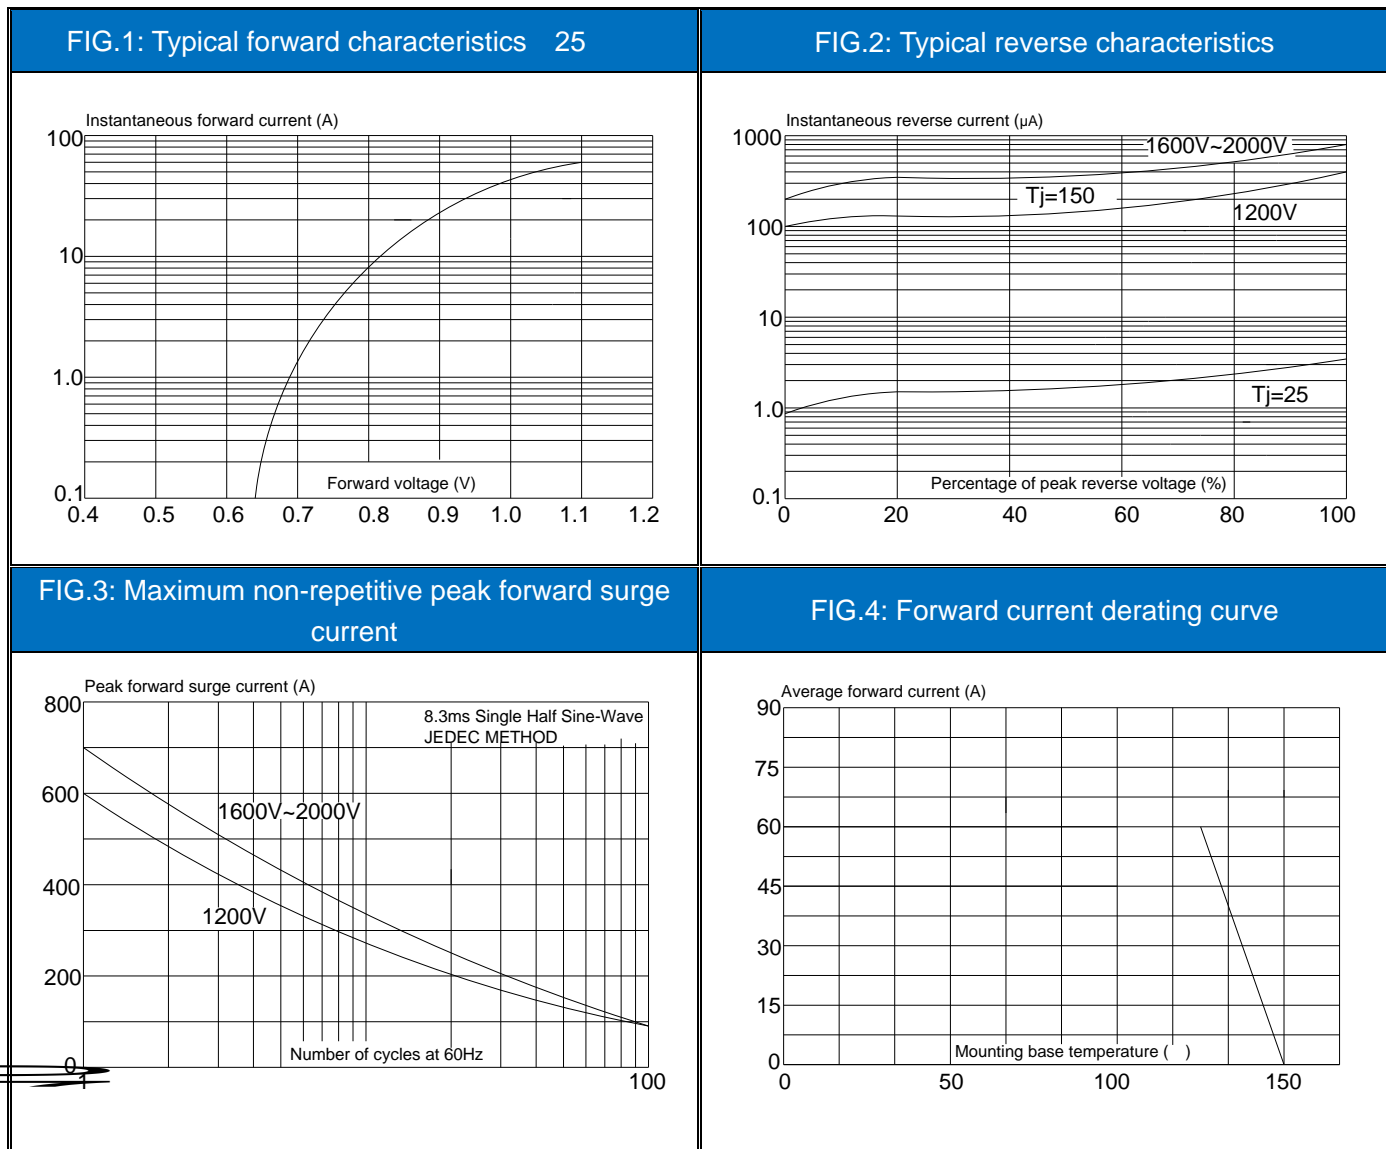 FIG.1: Typical forward characteristics 25
FIG.2: Typical reverse characteristics
Instantaneous forward current (A)
100
10
1.0
0.1
0.4 0.5 0.6 0.7 0.8 0.9 1.0 1.1 1.2
Forward voltage (V)
Instantaneous reverse current (μA)
1000
100
10
1.0
0.1
1600V~2000V
Tj=150
1200V
Tj=25
Percentage of peak reverse voltage (%)
0 20 40 60 80 100
FIG.3: Maximum non-repetitive peak forward surge
current
FIG.4: Forward current derating curve
Peak forward surge current (A)
800
600
400
200
0
8.3ms Single Half Sine-Wave
JEDEC METHOD
1600V~2000V
1200V
Number of cycles at 60Hz
1 100
Average forward current (A)
90
75
60
45
30
15
0
Mounting base temperature ( )
0 50 100 150